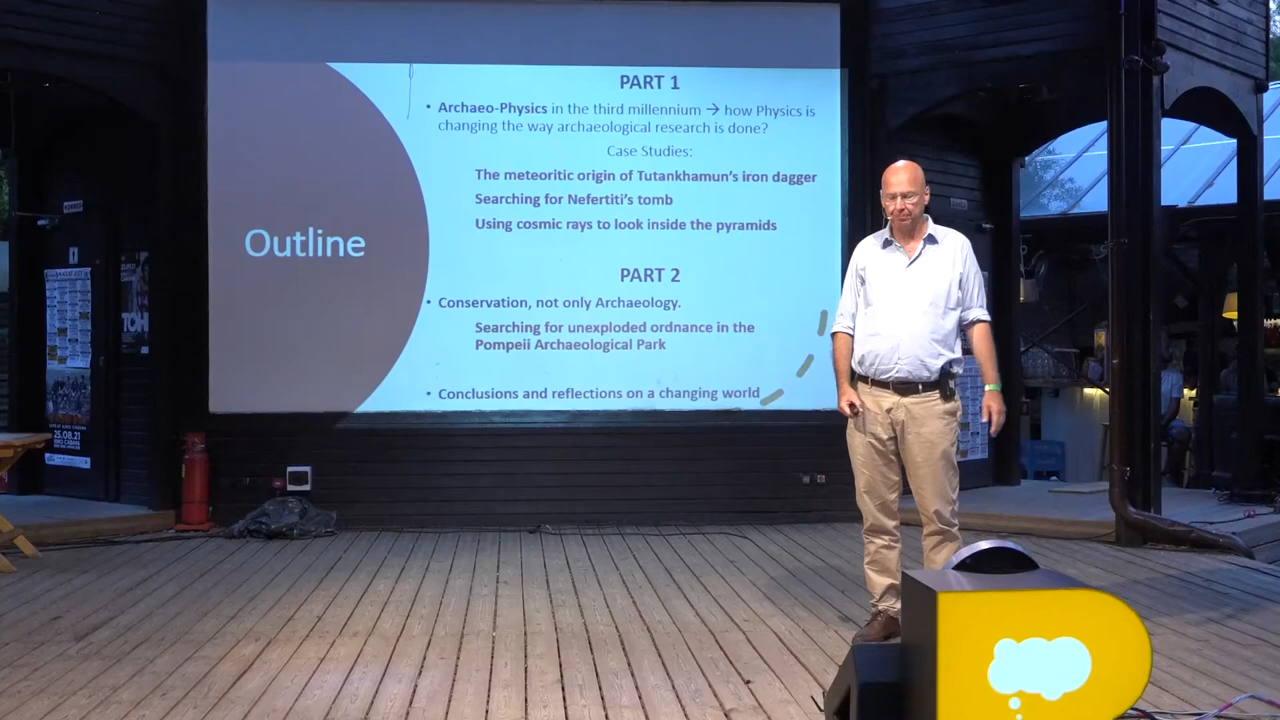 Outline
PART 1
• Archaeo-Physics in the third millennium → how Physics is
changing the way archaeological research is done?
Case Studies:
The meteoritic origin of Tutankhamun's iron dagger
Searching for Nefertiti's tomb
Using cosmic rays to look inside the pyramids
PART 2
• Conservation, not only Archaeology.
Searching for unexploded ordnance in the
Pompeii Archaeological Park
• Conclusions and reflections on a changing world
25.08.21